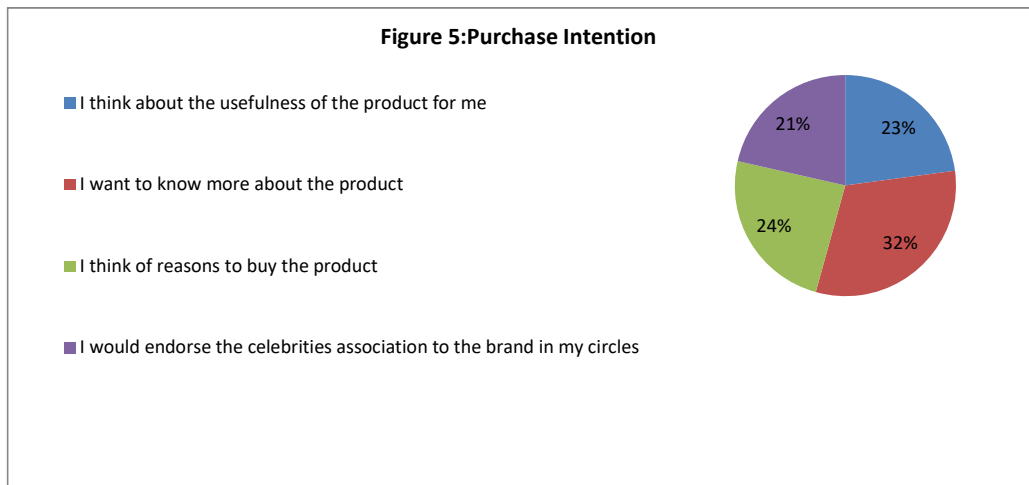 Figure 5:Purchase Intention
I think about the usefulness of the product for me
I want to know more about the product
I think of reasons to buy the product
I would endorse the celebrities association to the brand in my circles
21%
23%
24%
32%